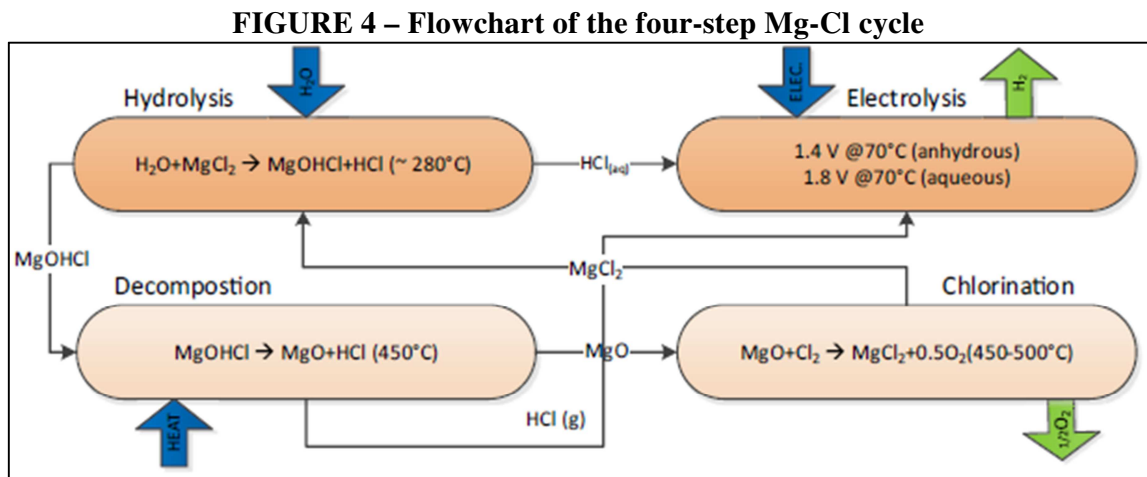 FIGURE 4 – Flowchart of the four-step Mg-Cl cycle
H₂O
ELEC.
H₂
Hydrolysis
Electrolysis
H₂O+MgCl₂ → MgOHCl+HCl (~ 280°C)
HCl(aq)
1.4 V @70°C (anhydrous)
1.8 V @70°C (aqueous)
MgOHCl
MgCl₂
Decompostion
Chlorination
MgOHCl → MgO+HCl (450°C)
MgO
MgO+Cl₂ → MgCl₂+0.5O₂(450-500°C)
HCl (g)
HEAT
1/2O₂